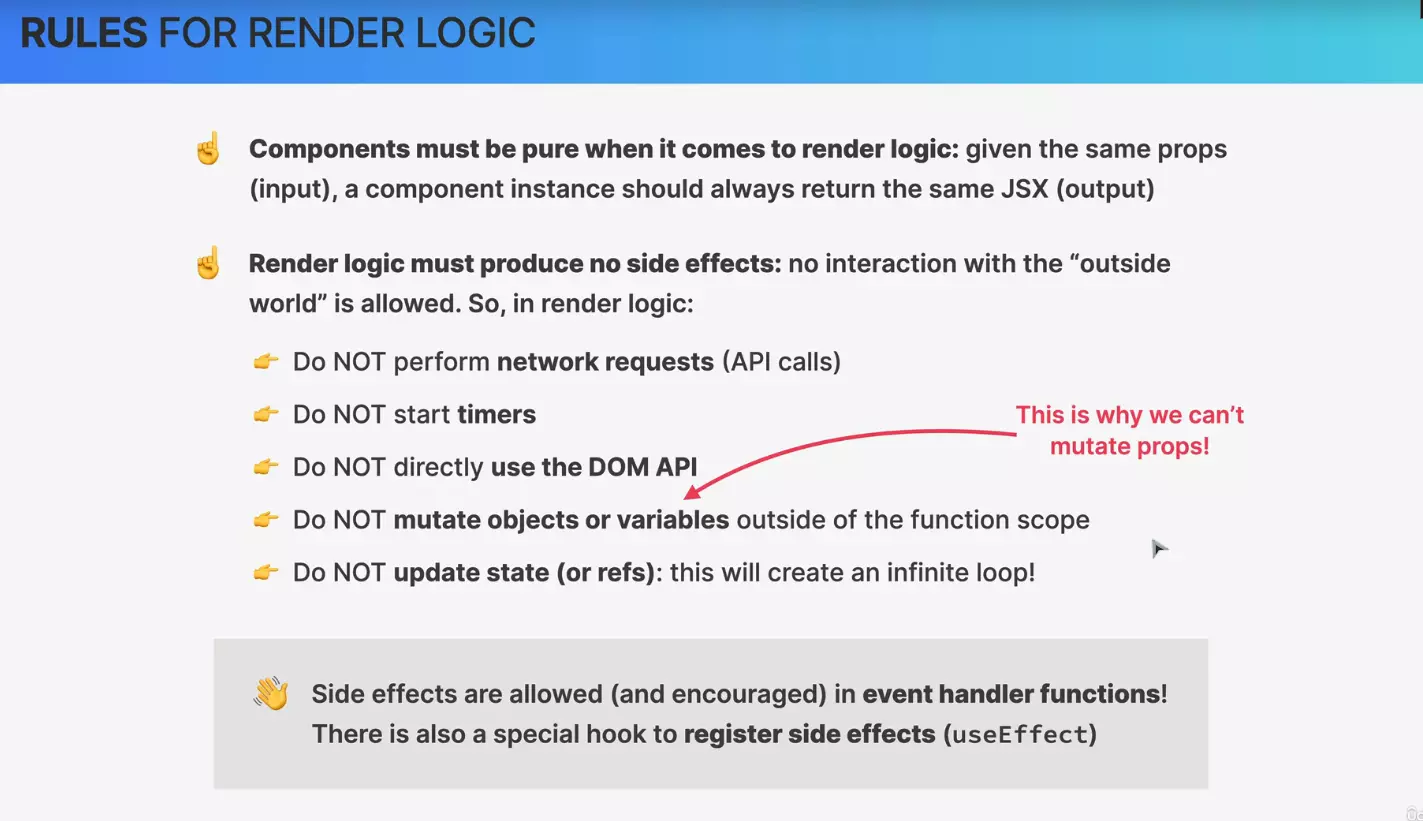 RULES FOR RENDER LOGIC
Components must be pure when it comes to render logic: given the same props
(input), a component instance should always return the same JSX (output)
Render logic must produce no side effects: no interaction with the “outside
world” is allowed. So, in render logic:
Do NOT perform network requests (API calls)
Do NOT start timers
This is why we can’t
mutate props!
Do NOT directly use the DOM API
Do NOT mutate objects or variables outside of the function scope
Do NOT update state (or refs): this will create an infinite loop!
Side effects are allowed (and encouraged) in event handler functions!
There is also a special hook to register side effects (useEffect)